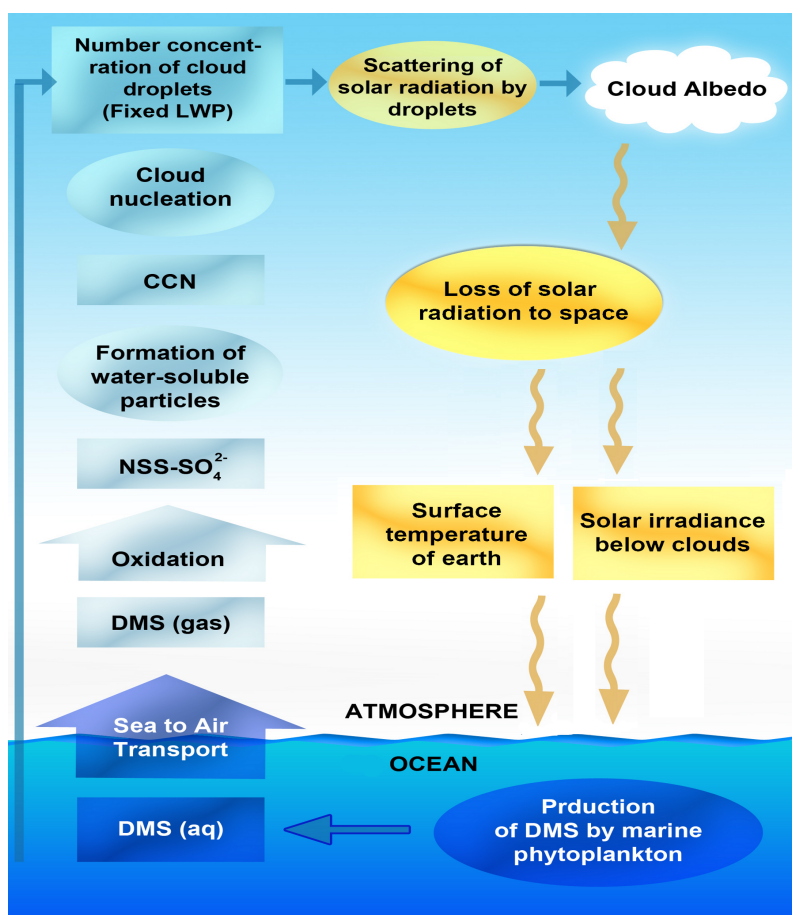 Number concent-
ration of cloud
droplets
(Fixed LWP)
Scattering of
solar radiation by
droplets
Cloud Albedo
Cloud
nucleation
CCN
Loss of solar
radiation to space
Formation of
water-soluble
particles
NSS-SO₄²⁻
Surface
temperature
of earth
Solar irradiance
below clouds
Oxidation
DMS (gas)
Sea to Air
Transport
ATMOSPHERE
OCEAN
DMS (aq)
Prduction
of DMS by marine
phytoplankton